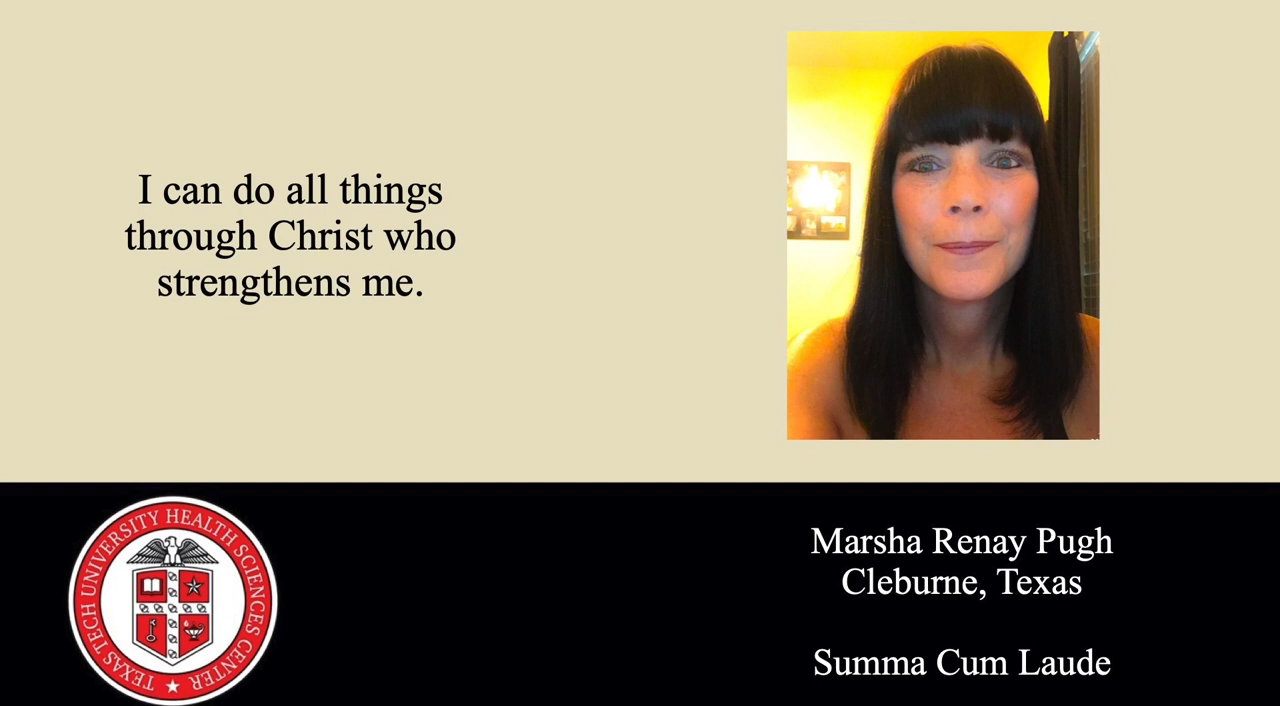 I can do all things
through Christ who
strengthens me.
TEXAS TECH UNIVERSITY HEALTH SCIENCES CENTER
Marsha Renay Pugh
Cleburne, Texas
Summa Cum Laude